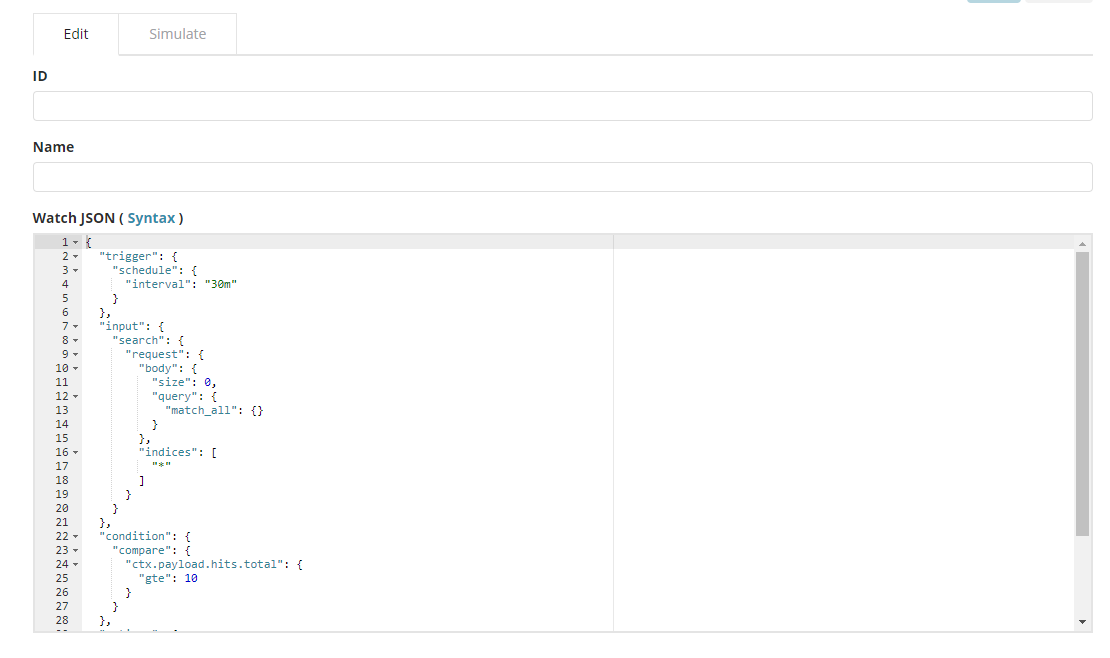 Edit Simulate
ID
Name
Watch JSON ( Syntax )
1 {
2 "trigger": {
3 "schedule": {
4 "interval": "30m"
5 }
6 },
7 "input": {
8 "search": {
9 "request": {
10 "body": {
11 "size": 0,
12 "query": {
13 "match_all": {}
14 }
15 },
16 "indices": [
17 "*"
18 ]
19 }
20 }
21 },
22 "condition": {
23 "compare": {
24 "ctx.payload.hits.total": {
25 "gte": 10
26 }
27 }
28 },